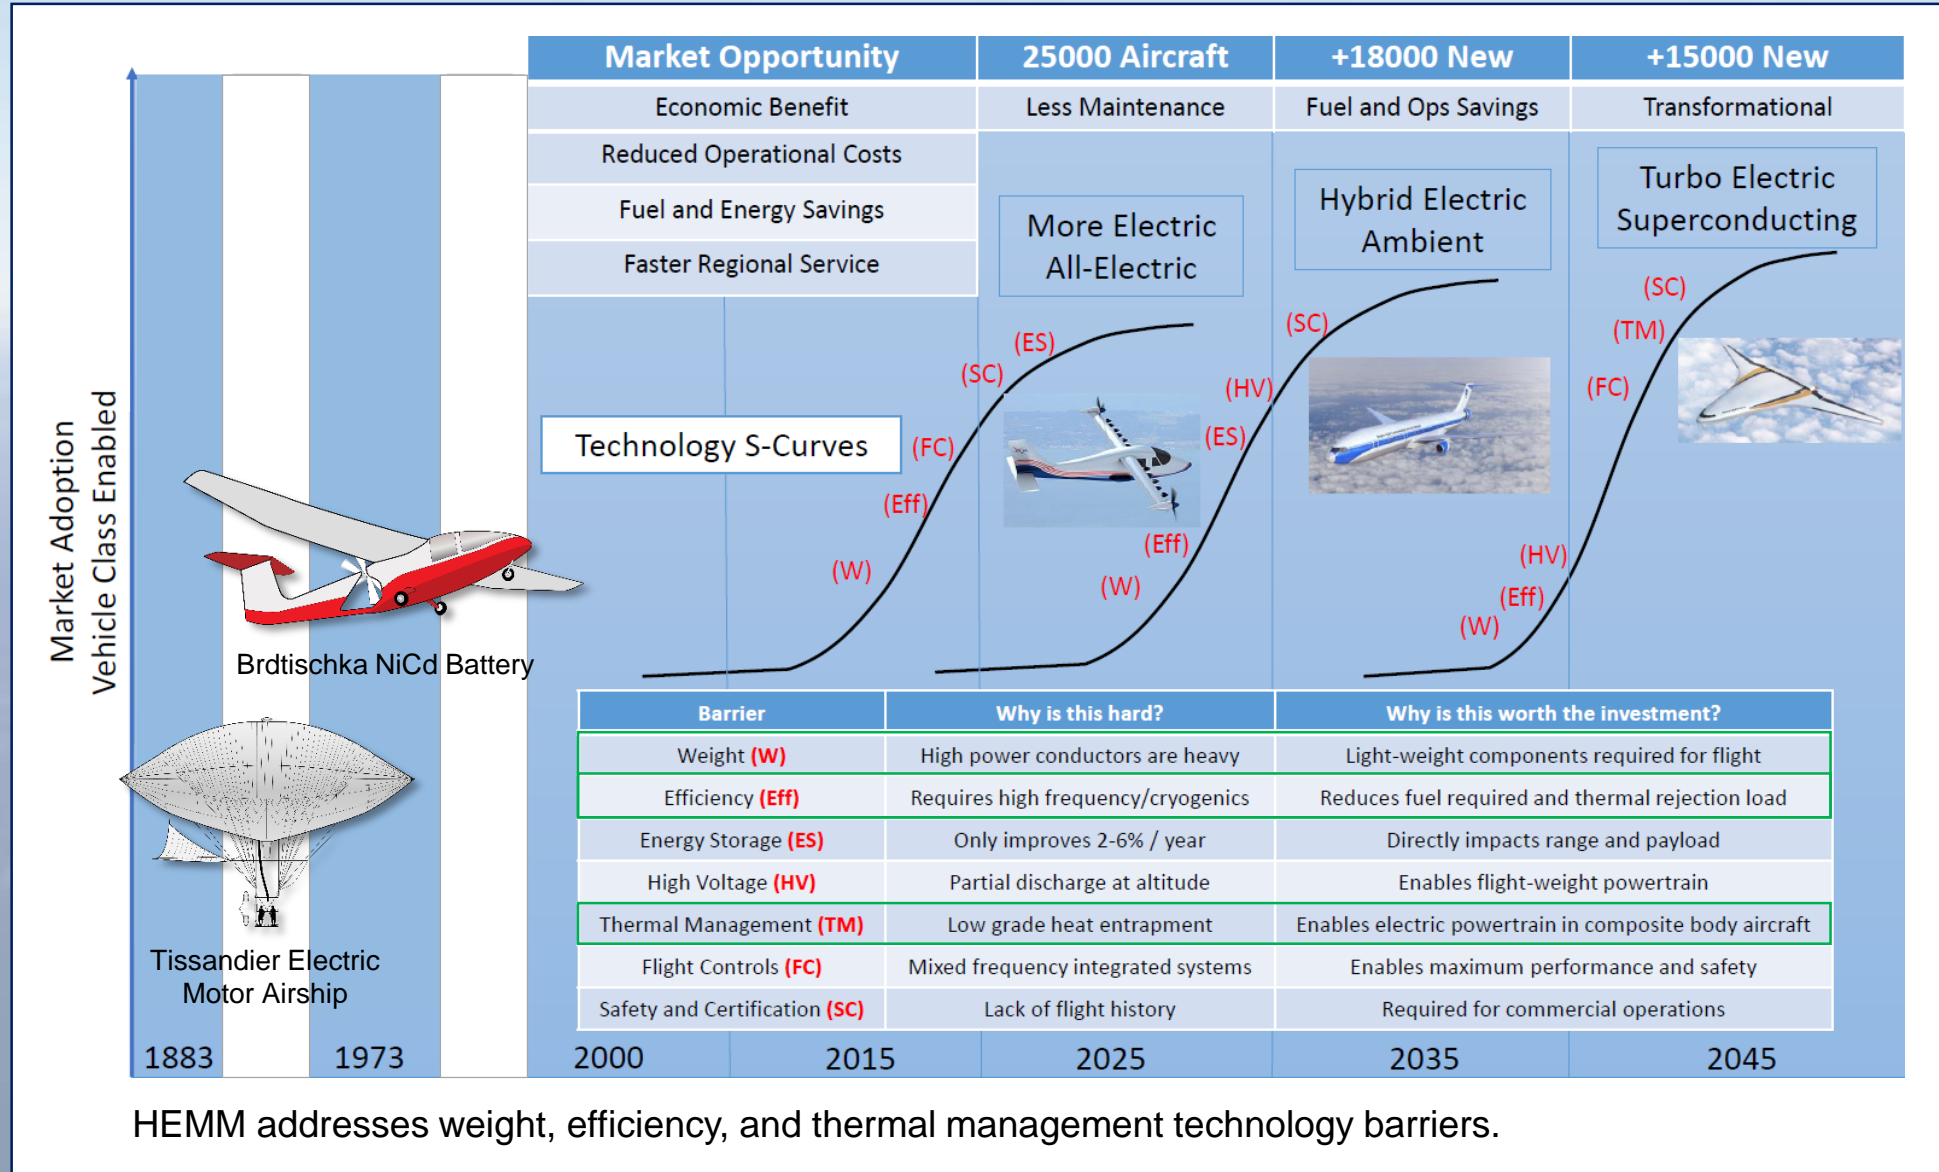 Market Opportunity 25000 Aircraft +18000 New +15000 New
Economic Benefit Less Maintenance Fuel and Ops Savings Transformational
Reduced Operational Costs
Fuel and Energy Savings
Faster Regional Service
More Electric
All-Electric
Hybrid Electric
Ambient
Turbo Electric
Superconducting
Technology S-Curves
(W)
(Eff)
(FC)
(SC)
(ES)
(W)
(Eff)
(ES)
(HV)
(SC)
(W)
(Eff)
(HV)
(FC)
(TM)
(SC)
Market Adoption
Vehicle Class Enabled
Brdtischka NiCd Battery
Tissandier Electric
Motor Airship
Barrier Why is this hard? Why is this worth the investment?
Weight (W) High power conductors are heavy Light-weight components required for flight
Efficiency (Eff) Requires high frequency/cryogenics Reduces fuel required and thermal rejection load
Energy Storage (ES) Only improves 2-6% / year Directly impacts range and payload
High Voltage (HV) Partial discharge at altitude Enables flight-weight powertrain
Thermal Management (TM) Low grade heat entrapment Enables electric powertrain in composite body aircraft
Flight Controls (FC) Mixed frequency integrated systems Enables maximum performance and safety
Safety and Certification (SC) Lack of flight history Required for commercial operations
1883 1973 2000 2015 2025 2035 2045
HEMM addresses weight, efficiency, and thermal management technology barriers.